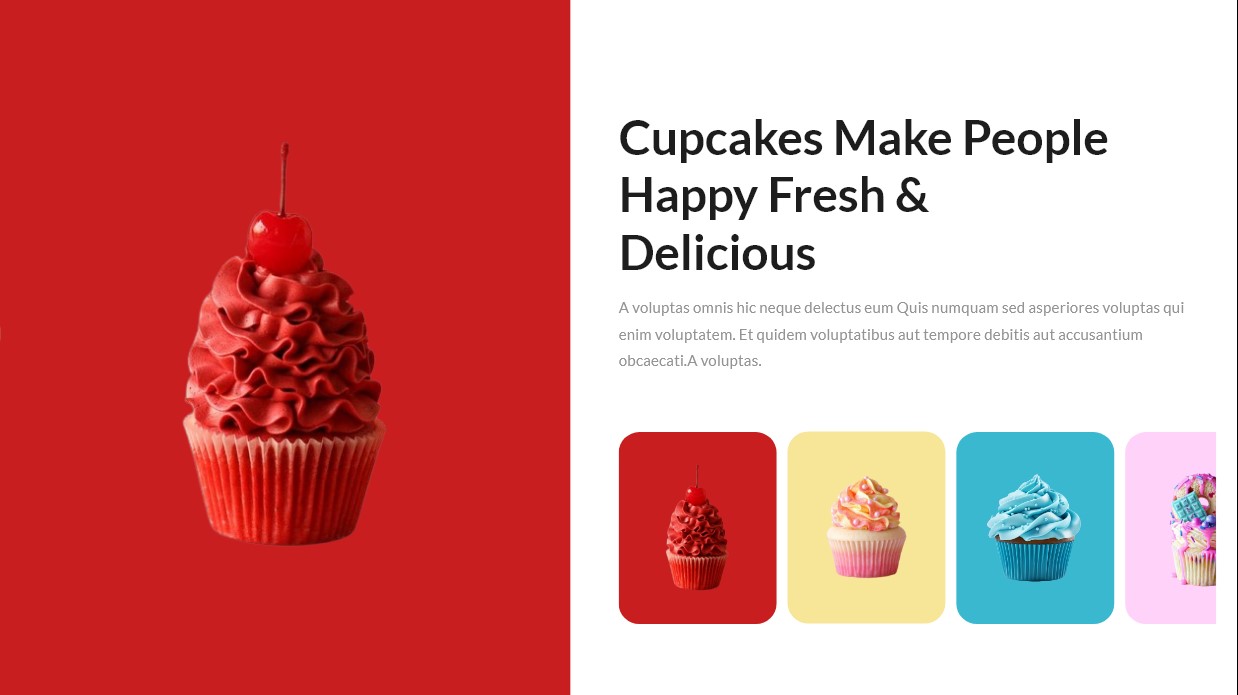 Cupcakes Make People
Happy Fresh &
Delicious
A voluptas omnis hic neque delectus eum Quis numquam sed asperiores voluptas qui
enim voluptatem. Et quidem voluptatibus aut tempore debitis aut accusantium
obcaecati.A voluptas.